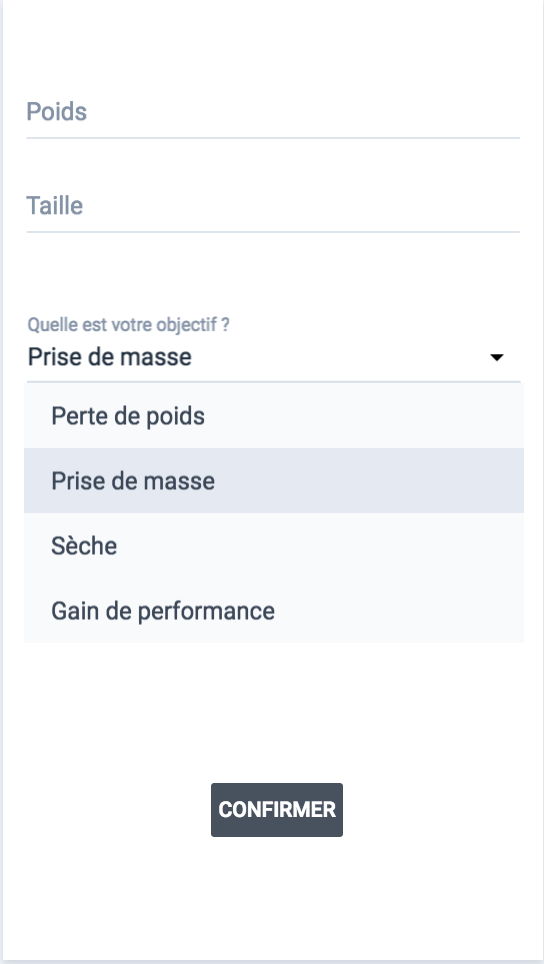 Poids
Taille
Quelle est votre objectif ?
Prise de masse
Perte de poids
Prise de masse
Sèche
Gain de performance
CONFIRMER